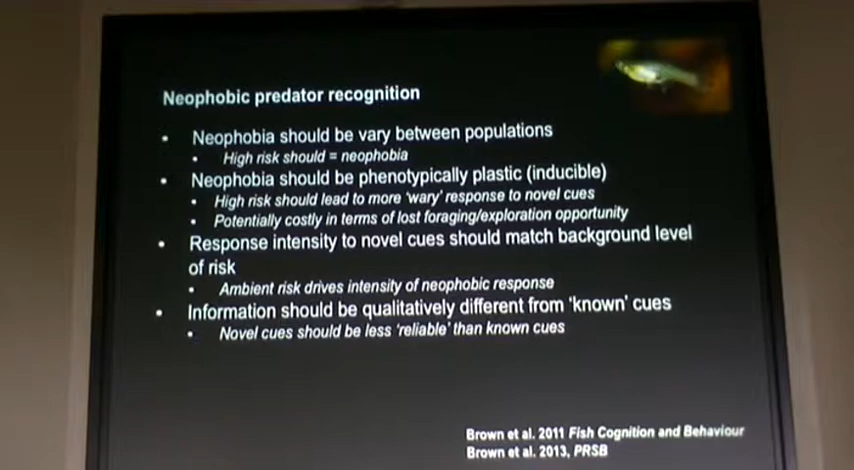 Neophobic predator recognition
• Neophobia should be vary between populations
• High risk should = neophobia
• Neophobia should be phenotypically plastic (inducible)
• High risk should lead to more 'wary' response to novel cues
• Potentially costly in terms of lost foraging/exploration opportunity
• Response intensity to novel cues should match background level
of risk
• Ambient risk drives intensity of neophobic response
• Information should be qualitatively different from 'known' cues
• Novel cues should be less 'reliable' than known cues
Brown et al. 2011 Fish Cognition and Behaviour
Brown et al. 2013, PRSB